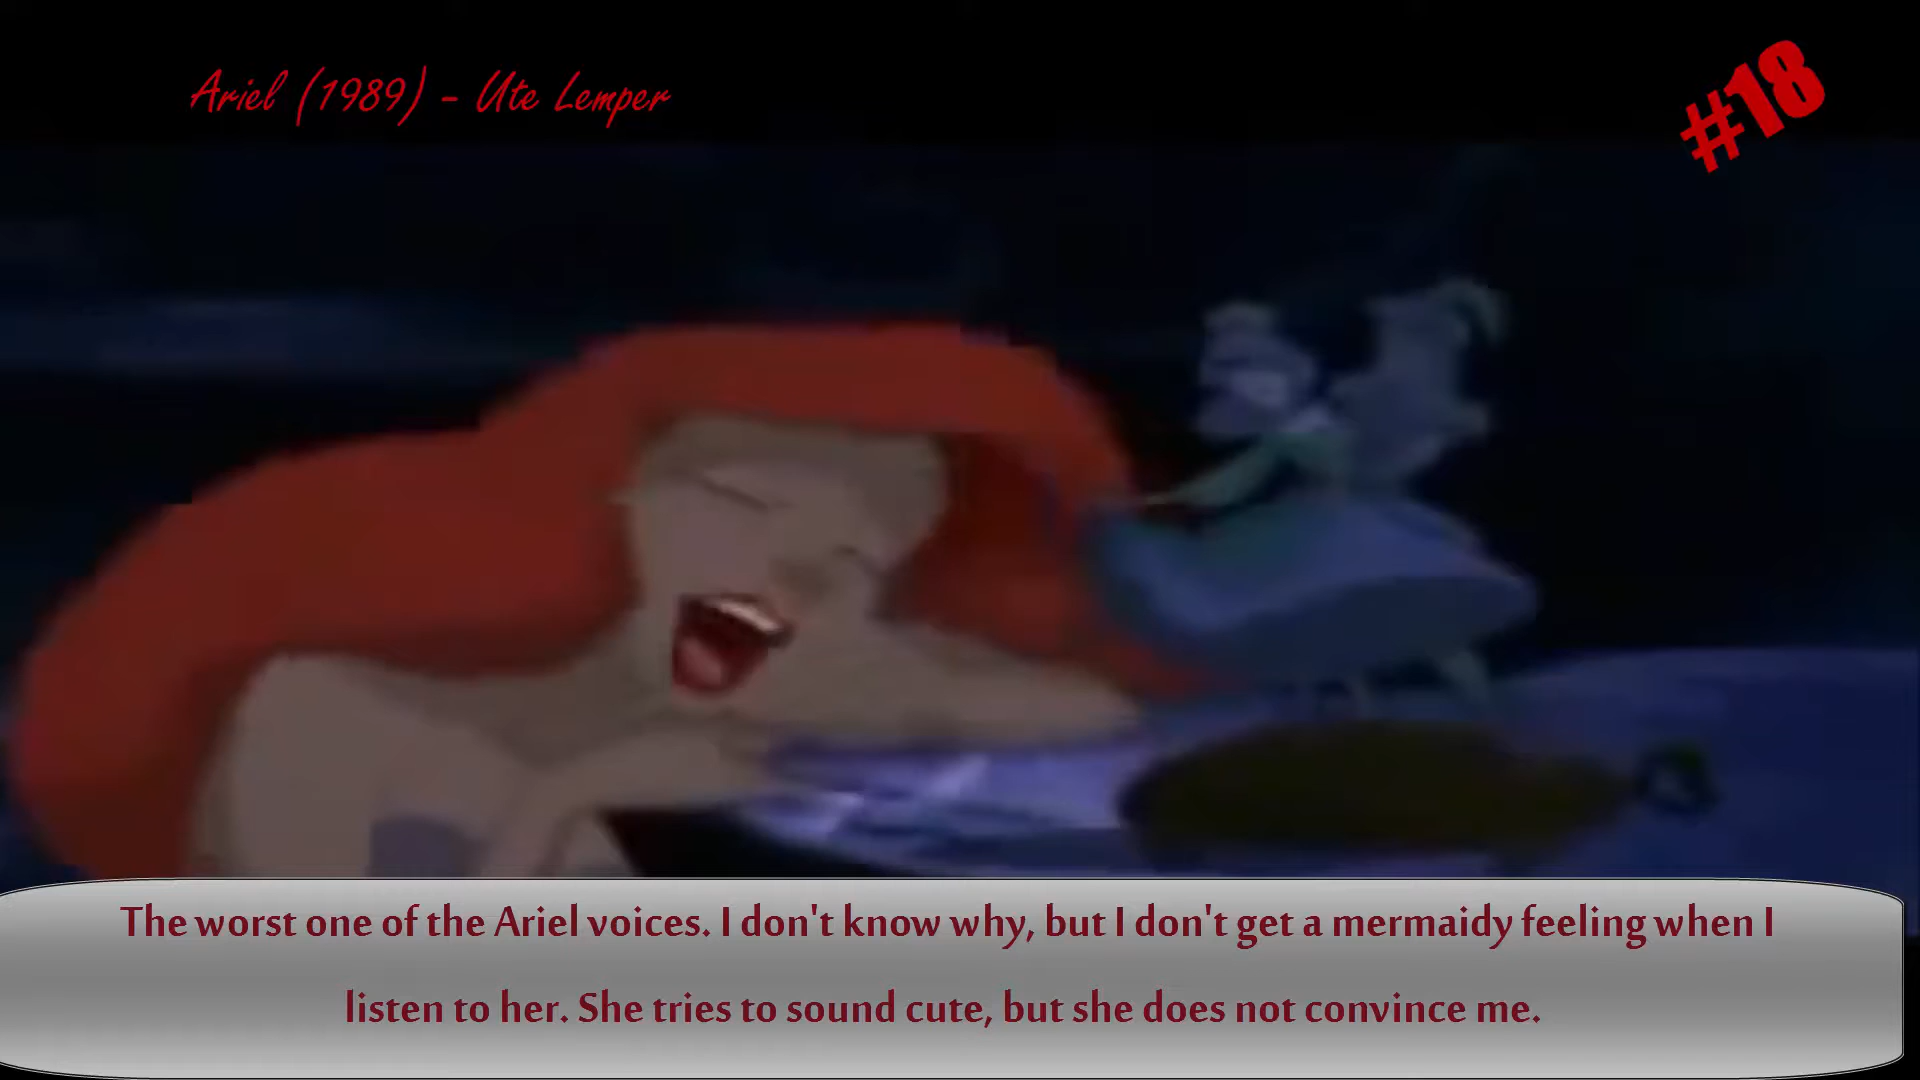 Ariel (1989) - Ute Lemper
#18
The worst one of the Ariel voices. I don't know why, but I don't get a mermaidy feeling when I
listen to her. She tries to sound cute, but she does not convince me.